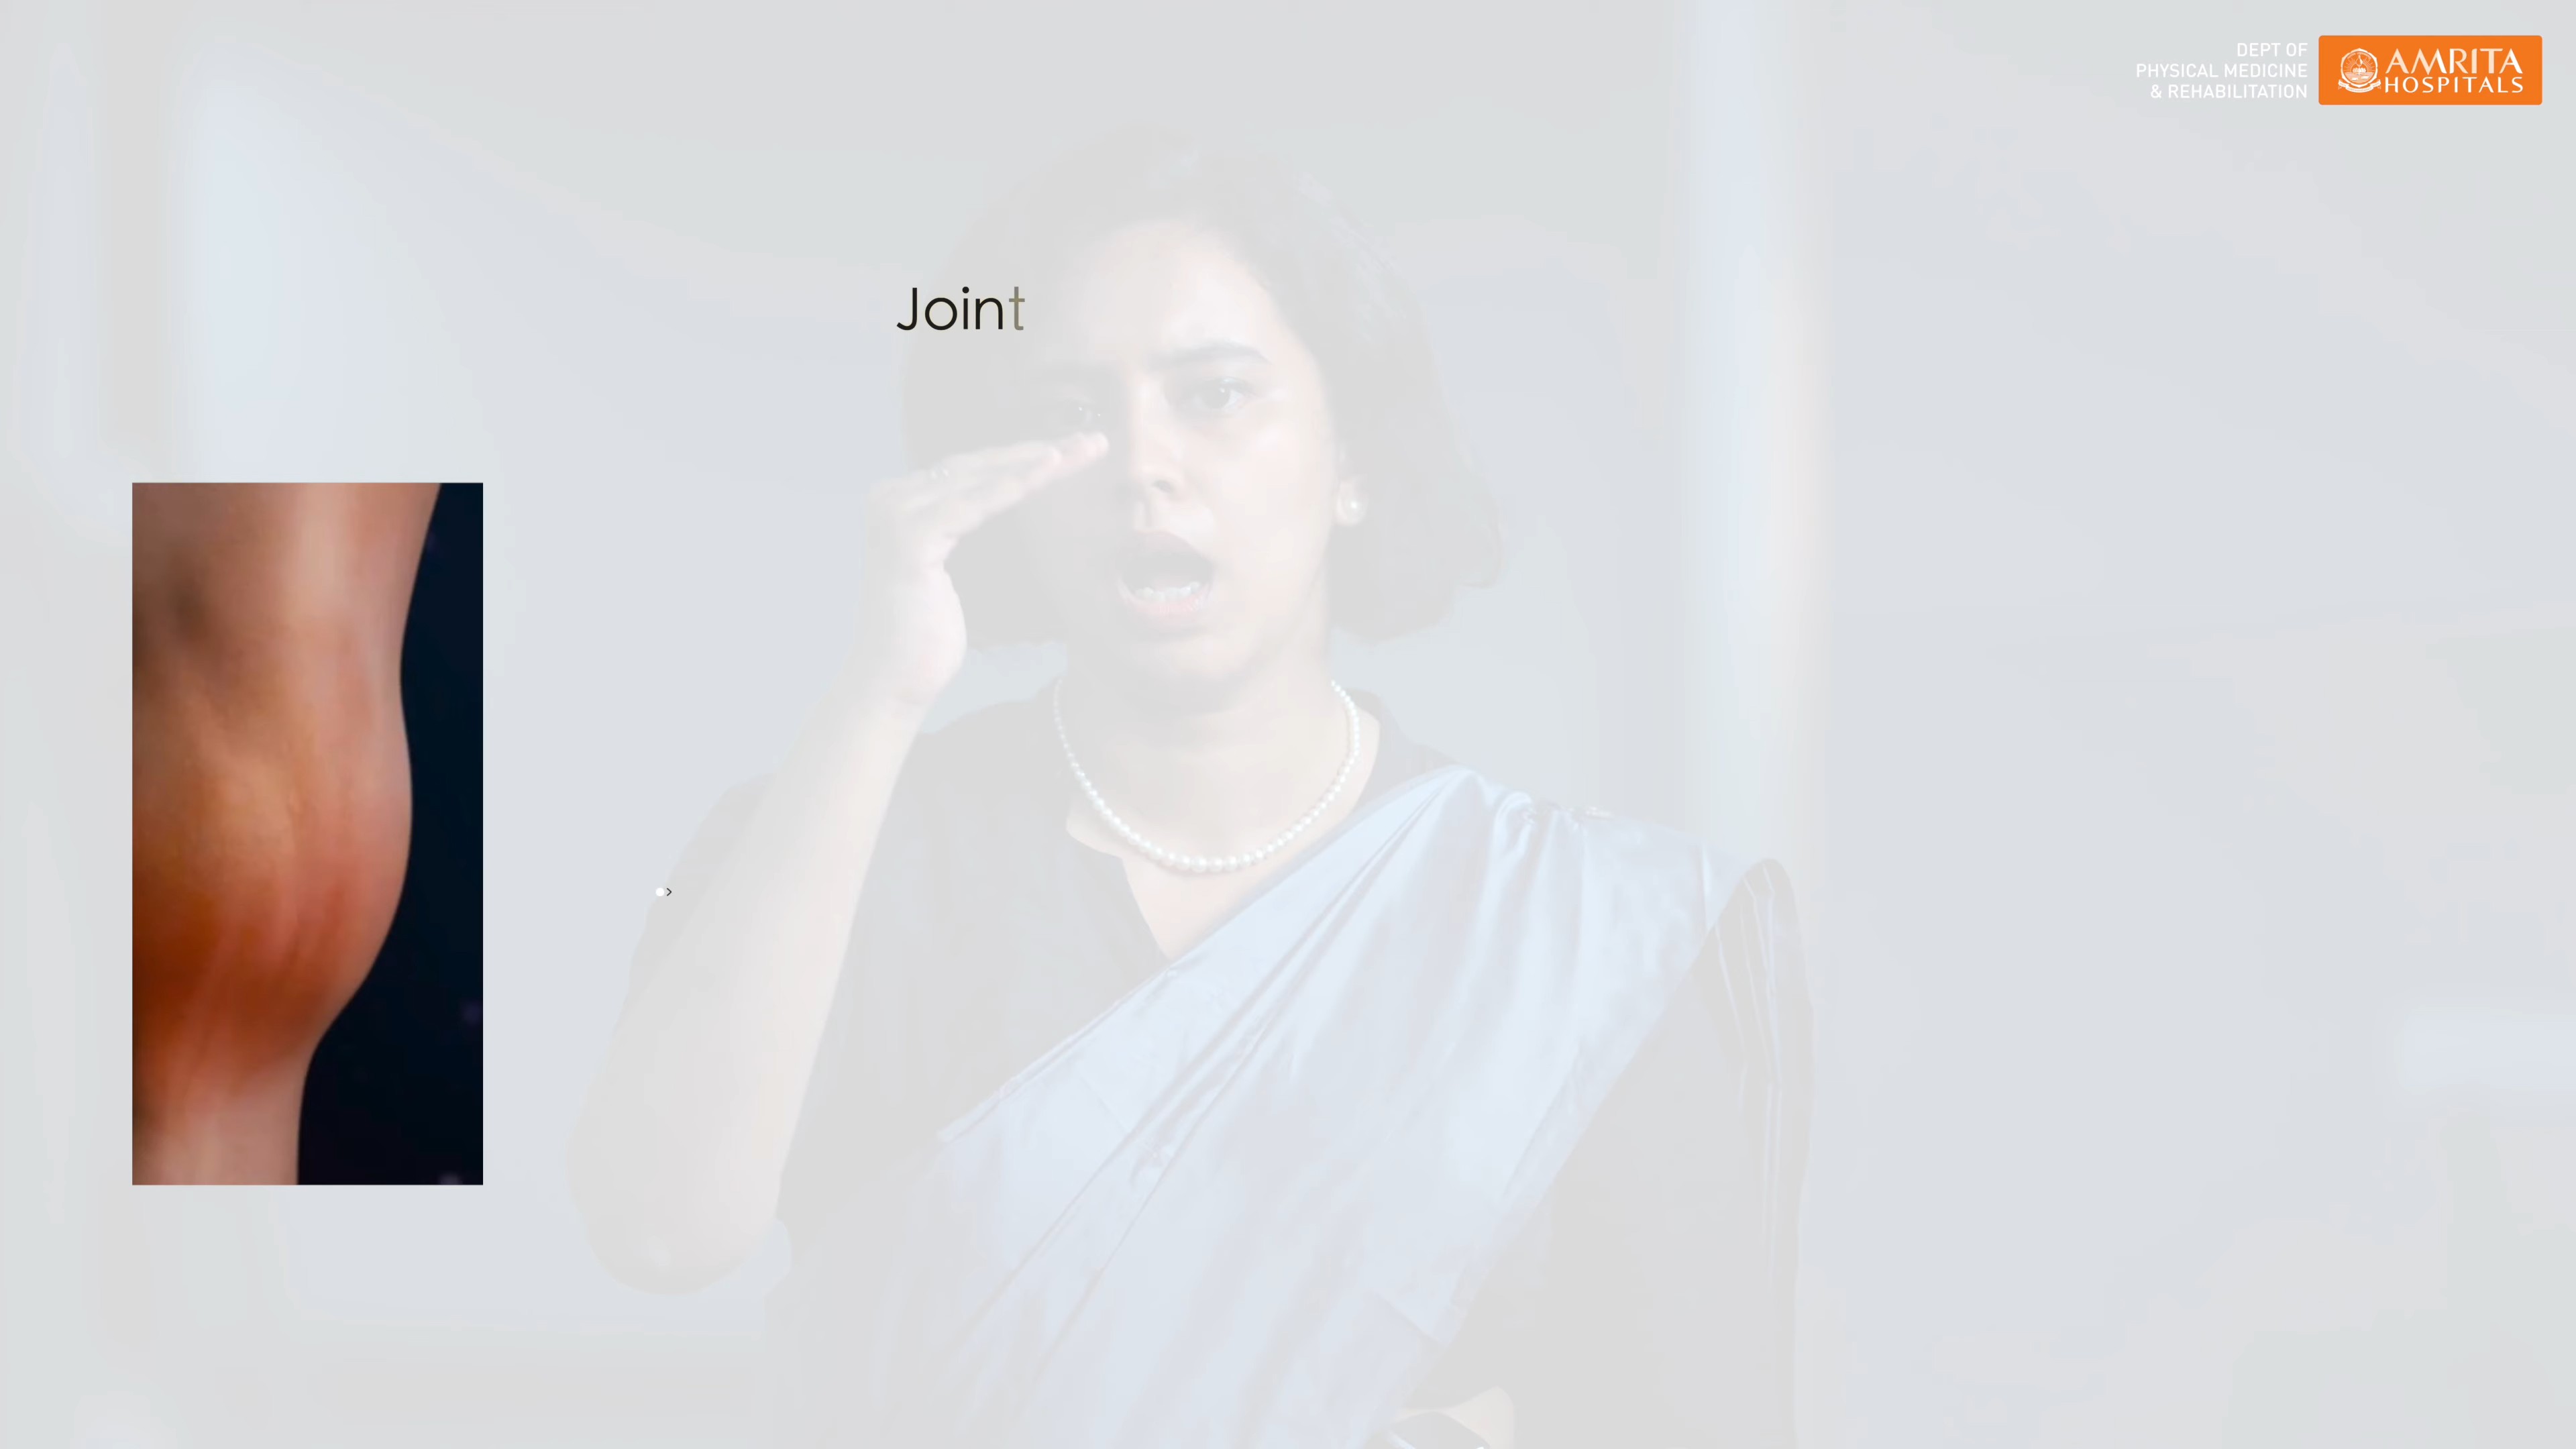 DEPT OF
PHYSICAL MEDICINE
& REHABILITATION
AMRITA
HOSPITALS
Joint